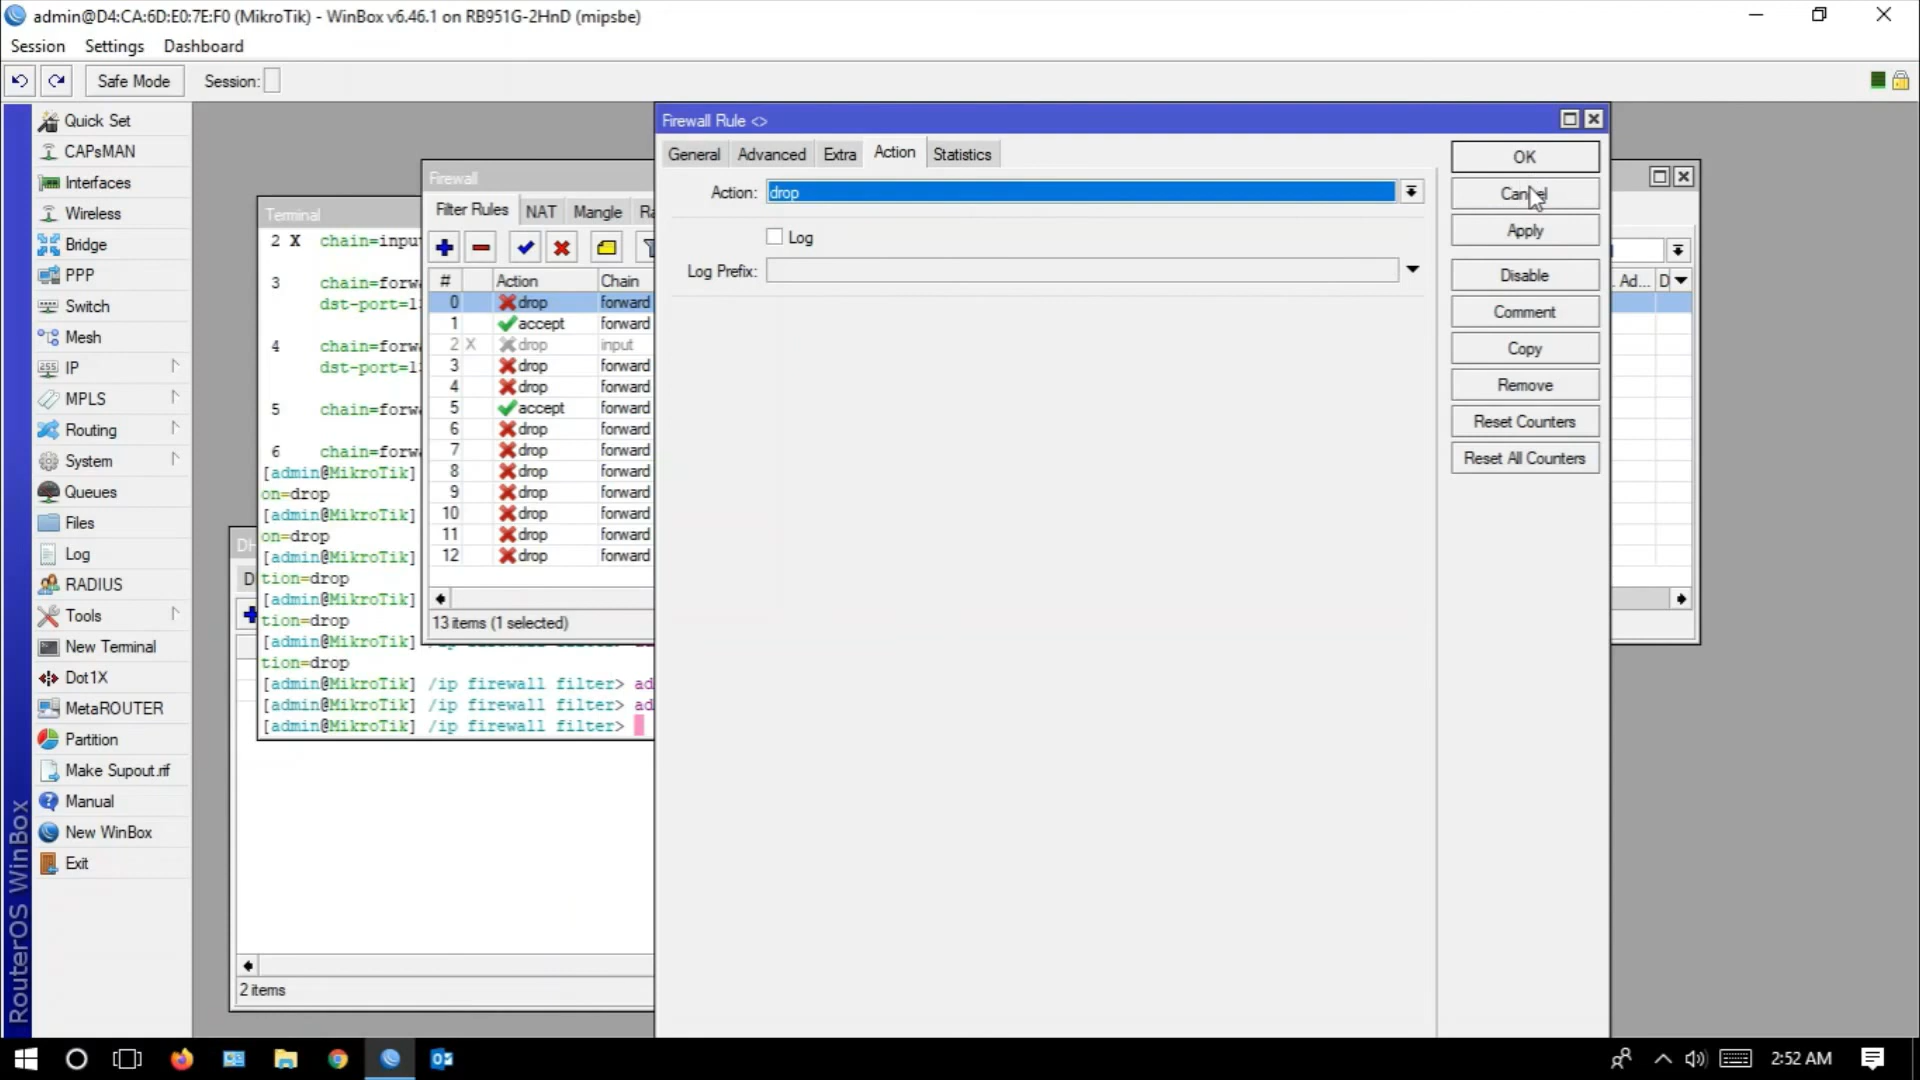 admin@D4:CA:6D:E0:7E:F0 (MikroTik) - WinBox v6.46.1 on RB951G-2HnD (mipsbe)
Session Settings Dashboard
Safe Mode Session:
Quick Set
CAPsMAN
Interfaces
Wireless
Bridge
PPP
Switch
Mesh
IP
MPLS
Routing
System
Queues
Files
Log
RADIUS
Tools
New Terminal
Dot1X
MetaROUTER
Partition
Make Supout.rif
Manual
New WinBox
Exit
RouterOS WinBox
Terminal
2 X chain=inpu
3 chain=forw
dst-port=1
4 chain=forw
dst-port=1
5 chain=forw
6 chain=forw
[admin@MikroTik]
on=drop
[admin@MikroTik]
on=drop
[admin@MikroTik]
tion=drop
[admin@MikroTik]
tion=drop
[admin@MikroTik]
tion=drop
[admin@MikroTik] /ip firewall filter> ad
[admin@MikroTik] /ip firewall filter> ad
[admin@MikroTik] /ip firewall filter>
2 items
Firewall
Filter Rules NAT Mangle Ra
# Action Chain
0 drop forward
1 accept forward
2 X drop input
3 drop forward
4 drop forward
5 accept forward
6 drop forward
7 drop forward
8 drop forward
9 drop forward
10 drop forward
11 drop forward
12 drop forward
13 items (1 selected)
Firewall Rule <>
General Advanced Extra Action Statistics
Action: drop
Log
Log Prefix:
OK
Cancel
Apply
Disable
Comment
Copy
Remove
Reset Counters
Reset All Counters
Ad... D
2:52 AM